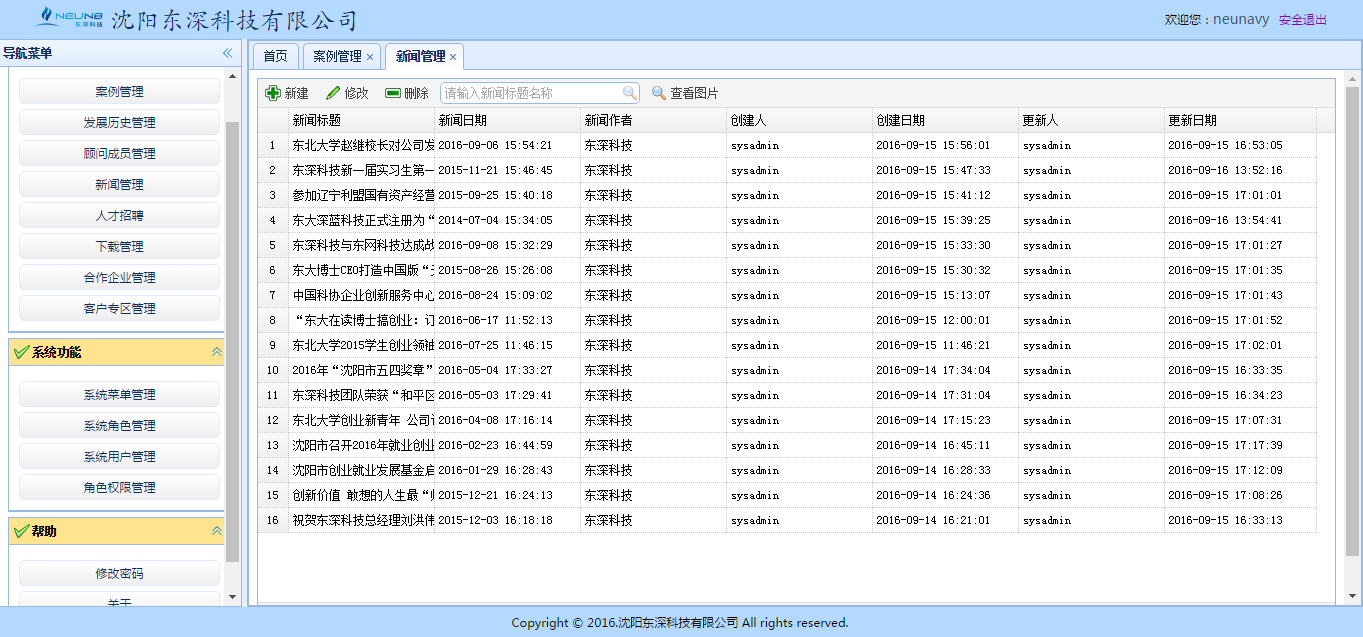 NEUNB 东深科技 沈阳东深科技有限公司
欢迎您：neunavy 安全退出
导航菜单
案例管理
发展历史管理
顾问成员管理
新闻管理
人才招聘
下载管理
合作企业管理
客户专区管理
系统功能
系统菜单管理
系统角色管理
系统用户管理
角色权限管理
帮助
修改密码
关于
首页 案例管理 × 新闻管理 ×
新建 修改 删除 请输入新闻标题名称 查看图片
新闻标题 新闻日期 新闻作者 创建人 创建日期 更新人 更新日期
1 东北大学赵继校长对公司发 2016-09-06 15:54:21 东深科技 sysadmin 2016-09-15 15:56:01 sysadmin 2016-09-15 16:53:05
2 东深科技新一届实习生第一 2015-11-21 15:46:45 东深科技 sysadmin 2016-09-15 15:47:33 sysadmin 2016-09-16 13:52:16
3 参加辽宁利盟国有资产经营 2015-09-25 15:40:18 东深科技 sysadmin 2016-09-15 15:41:12 sysadmin 2016-09-15 17:01:01
4 东大深蓝科技正式注册为“ 2014-07-04 15:34:05 东深科技 sysadmin 2016-09-15 15:39:25 sysadmin 2016-09-16 13:54:41
5 东深科技与东网科技达成战 2016-09-08 15:32:29 东深科技 sysadmin 2016-09-15 15:33:30 sysadmin 2016-09-15 17:01:27
6 东大博士CEO打造中国版“ 2015-08-26 15:26:08 东深科技 sysadmin 2016-09-15 15:30:32 sysadmin 2016-09-15 17:01:35
7 中国科协企业创新服务中心 2016-08-24 15:09:02 东深科技 sysadmin 2016-09-15 15:13:07 sysadmin 2016-09-15 17:01:43
8 “东大在读博士搞创业：订 2016-06-17 11:52:13 东深科技 sysadmin 2016-09-15 12:00:01 sysadmin 2016-09-15 17:01:52
9 东北大学2015学生创业领袖 2016-07-25 11:46:15 东深科技 sysadmin 2016-09-15 11:46:21 sysadmin 2016-09-15 17:02:01
10 2016年“沈阳市五四奖章” 2016-05-04 17:33:27 东深科技 sysadmin 2016-09-14 17:34:04 sysadmin 2016-09-15 16:33:35
11 东深科技团队荣获“和平区 2016-05-03 17:29:41 东深科技 sysadmin 2016-09-14 17:31:04 sysadmin 2016-09-15 16:34:23
12 东北大学创业新青年 公司 2016-04-08 17:16:14 东深科技 sysadmin 2016-09-14 17:15:23 sysadmin 2016-09-15 17:07:31
13 沈阳市召开2016年就业创业 2016-02-23 16:44:59 东深科技 sysadmin 2016-09-14 16:45:11 sysadmin 2016-09-15 17:17:39
14 沈阳市创业就业发展基金启 2016-01-29 16:28:43 东深科技 sysadmin 2016-09-14 16:28:33 sysadmin 2016-09-15 17:12:09
15 创新价值 敢想的人生最“ 2015-12-21 16:24:13 东深科技 sysadmin 2016-09-14 16:24:36 sysadmin 2016-09-15 17:08:26
16 祝贺东深科技总经理刘洪伟 2015-12-03 16:18:18 东深科技 sysadmin 2016-09-14 16:21:01 sysadmin 2016-09-15 16:33:13
Copyright © 2016.沈阳东深科技有限公司 All rights reserved.